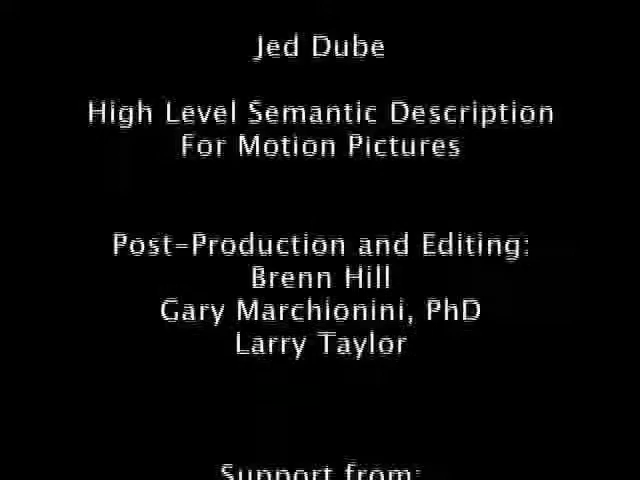 Jed Dube
High Level Semantic Description
For Motion Pictures
Post-Production and Editing:
Brenn Hill
Gary Marchionini, PhD
Larry Taylor
Support from: